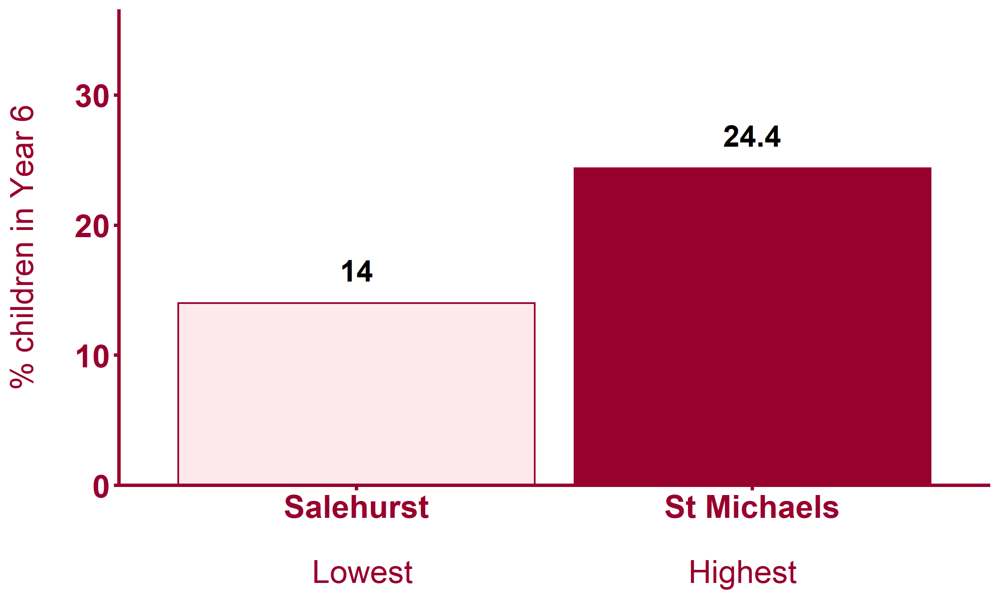 % children in Year 6
30
20
10
0
14
24.4
Salehurst
St Michaels
Lowest
Highest